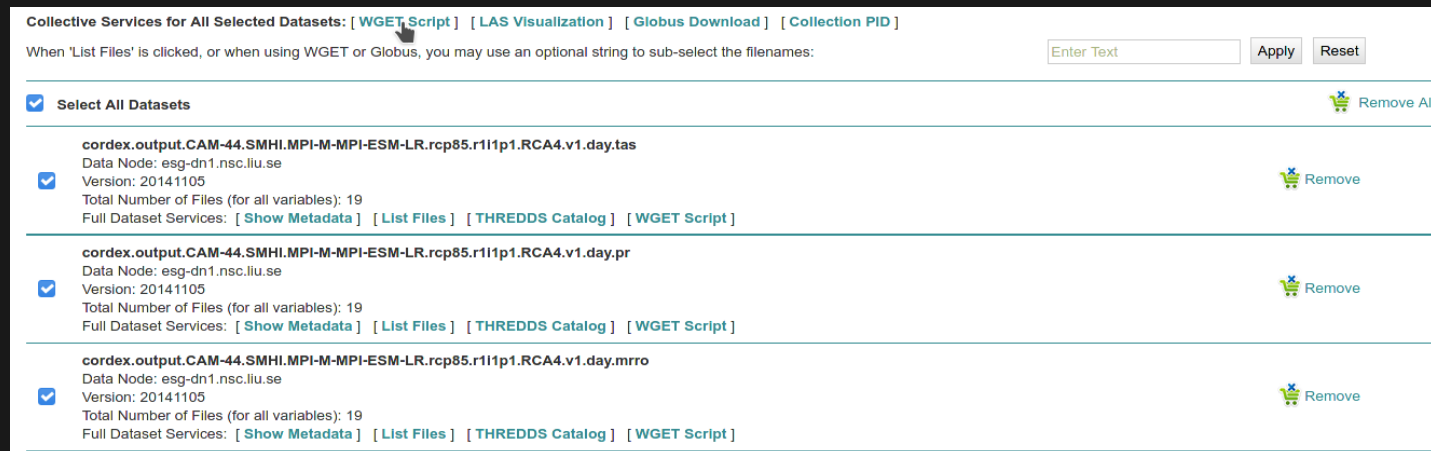 Collective Services for All Selected Datasets: [ WGET Script ] [ LAS Visualization ] [ Globus Download ] [ Collection PID ]
When 'List Files' is clicked, or when using WGET or Globus, you may use an optional string to sub-select the filenames: Enter Text Apply Reset
Select All Datasets Remove Al
cordex.output.CAM-44.SMHI.MPI-M-MPI-ESM-LR.rcp85.r1i1p1.RCA4.v1.day.tas
Data Node: esg-dn1.nsc.liu.se
Version: 20141105
Remove
Total Number of Files (for all variables): 19
Full Dataset Services: [ Show Metadata ] [ List Files ] [ THREDDS Catalog ] [ WGET Script ]
cordex.output.CAM-44.SMHI.MPI-M-MPI-ESM-LR.rcp85.r1i1p1.RCA4.v1.day.pr
Data Node: esg-dn1.nsc.liu.se
Version: 20141105
Remove
Total Number of Files (for all variables): 19
Full Dataset Services: [ Show Metadata ] [ List Files ] [ THREDDS Catalog ] [ WGET Script ]
cordex.output.CAM-44.SMHI.MPI-M-MPI-ESM-LR.rcp85.r1i1p1.RCA4.v1.day.mrro
Data Node: esg-dn1.nsc.liu.se
Version: 20141105
Remove
Total Number of Files (for all variables): 19
Full Dataset Services: [ Show Metadata ] [ List Files ] [ THREDDS Catalog ] [ WGET Script ]